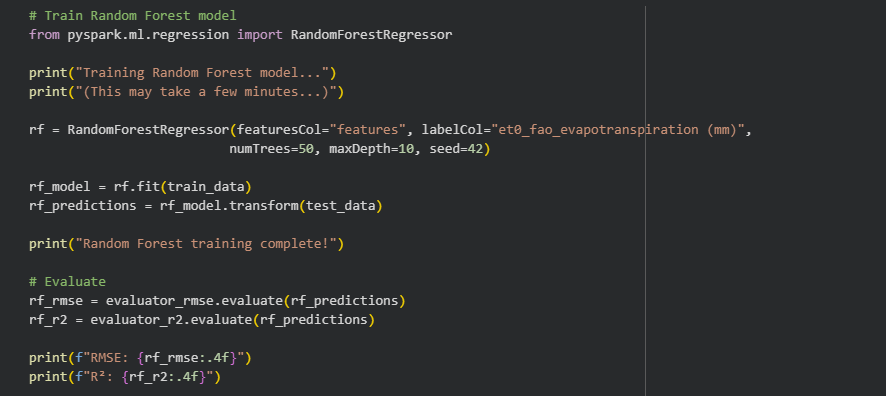 # Train Random Forest model
from pyspark.ml.regression import RandomForestRegressor
print("Training Random Forest model...")
print("(This may take a few minutes...)")
rf = RandomForestRegressor(featuresCol="features", labelCol="et0_fao_evapotranspiration (mm)",
                          numTrees=50, maxDepth=10, seed=42)
rf_model = rf.fit(train_data)
rf_predictions = rf_model.transform(test_data)
print("Random Forest training complete!")
# Evaluate
rf_rmse = evaluator_rmse.evaluate(rf_predictions)
rf_r2 = evaluator_r2.evaluate(rf_predictions)
print(f"RMSE: {rf_rmse:.4f}")
print(f"R²: {rf_r2:.4f}")